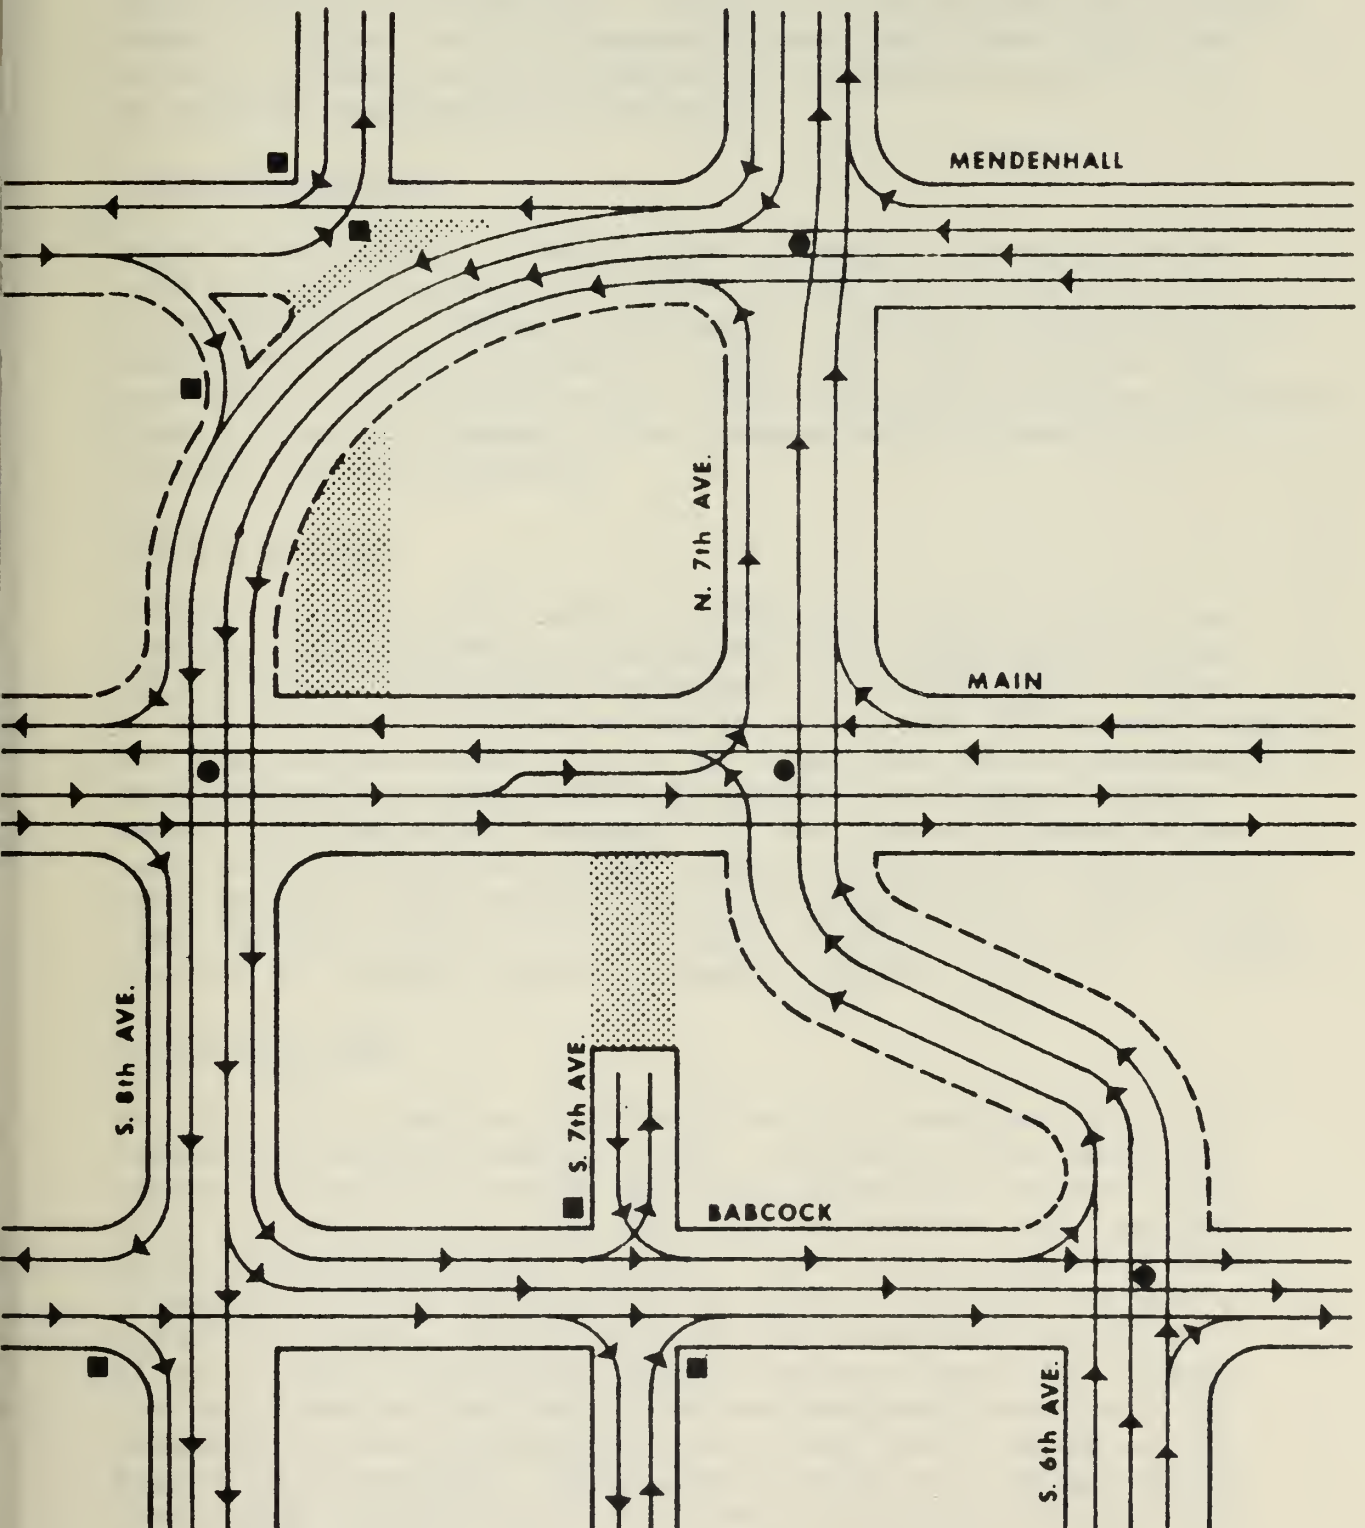 MENDENHALL
N. 7th AVE.
MAIN
S. 8th AVE.
S. 7th AVE.
BABCOCK
S. 6th AVE.